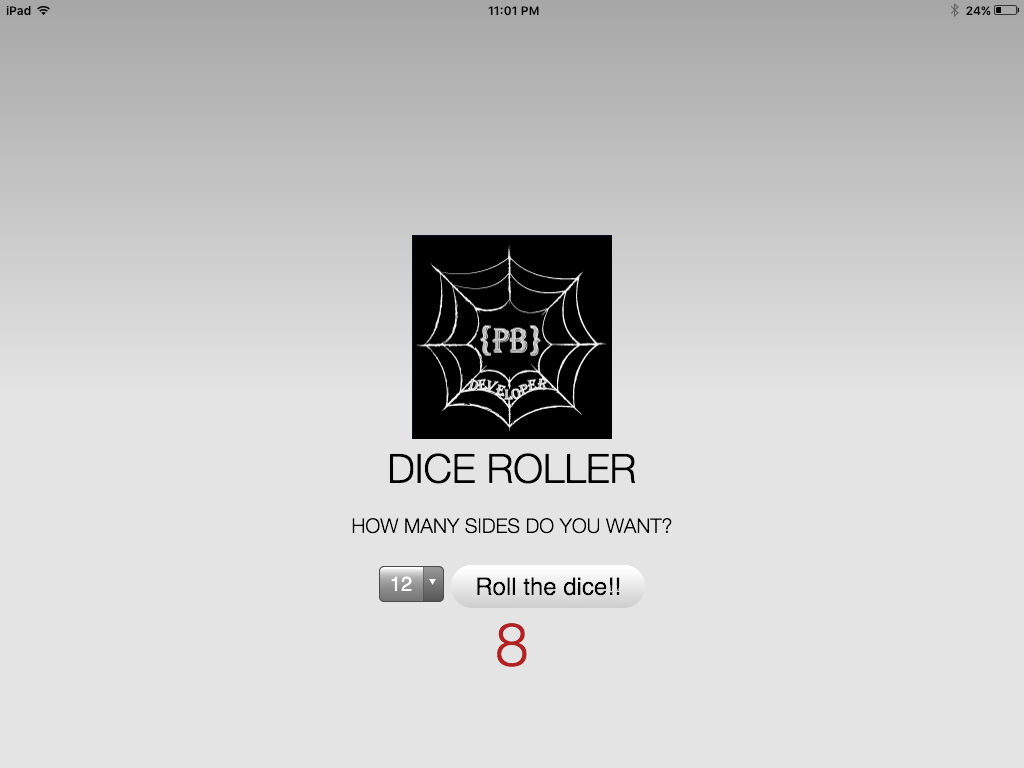 iPad 11:01 PM 24%
{PB}
DEVELOPER
DICE ROLLER
HOW MANY SIDES DO YOU WANT?
12 Roll the dice!!
8